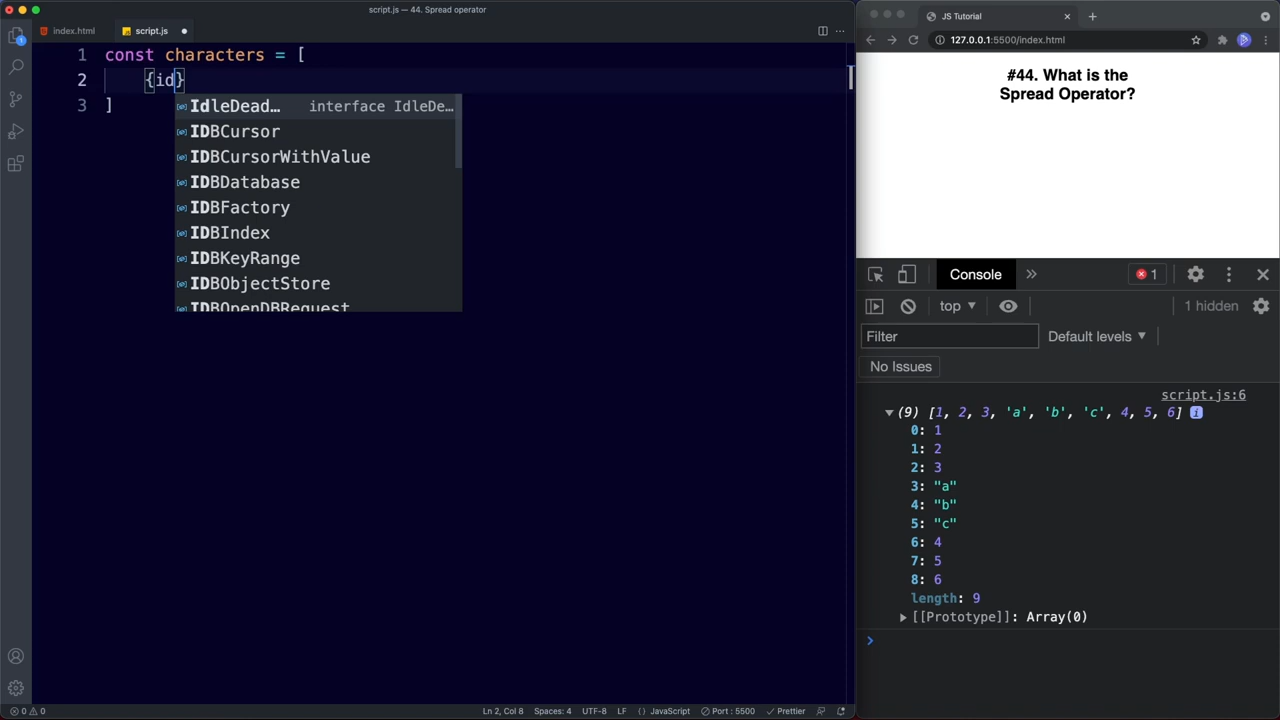 script.js — 44. Spread operator
index.html
script.js
1 const characters = [
2 {id}
3 ]
IdleDead… interface IdleDe…
IDBCursor
IDBCursorWithValue
IDBDatabase
IDBFactory
IDBIndex
IDBKeyRange
IDBObjectStore
IDBOpenDBRequest
1
0 0
Ln 2, Col 8 Spaces: 4 UTF-8 LF {} JavaScript Port : 5500 Prettier
JS Tutorial
127.0.0.1:5500/index.html
#44. What is the
Spread Operator?
Console » 1
top 1 hidden
Filter Default levels
No Issues
script.js:6
(9) [1, 2, 3, 'a', 'b', 'c', 4, 5, 6] i
0: 1
1: 2
2: 3
3: "a"
4: "b"
5: "c"
6: 4
7: 5
8: 6
length: 9
[[Prototype]]: Array(0)